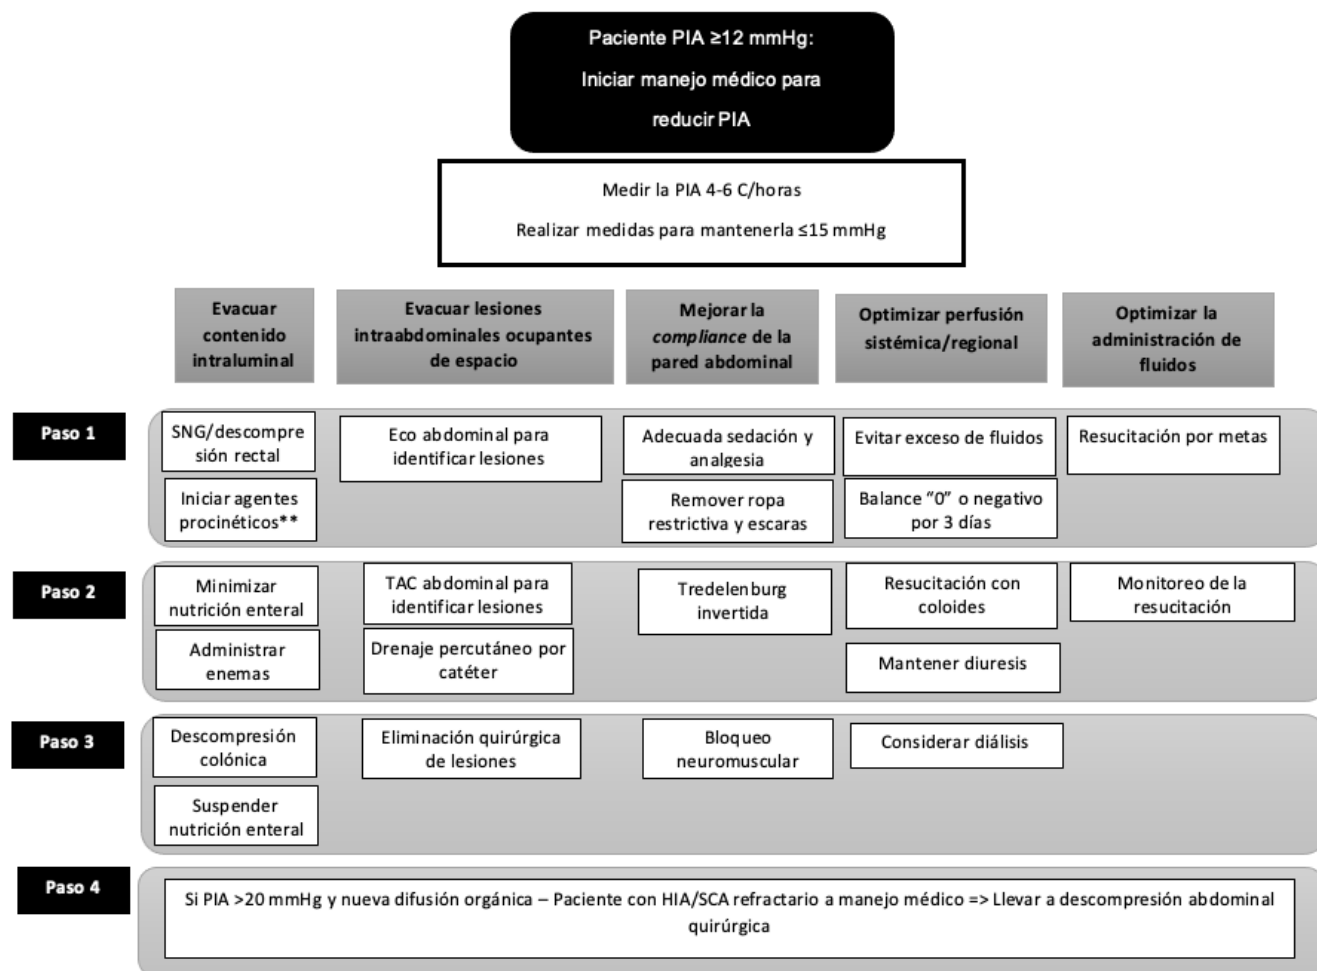 Paciente PIA ≥12 mmHg:
Iniciar manejo médico para
reducir PIA
Medir la PIA 4-6 C/horas
Realizar medidas para mantenerla ≤15 mmHg
Evacuar
contenido
intraluminal
Evacuar lesiones
intraabdominales ocupantes
de espacio
Mejorar la
compliance de la
pared abdominal
Optimizar perfusión
sistémica/regional
Optimizar la
administración de
fluidos
Paso 1
SNG/descompre
sión rectal
Iniciar agentes
procinéticos**
Eco abdominal para
identificar lesiones
Adecuada sedación y
analgesia
Remover ropa
restrictiva y escaras
Evitar exceso de fluidos
Balance “0” o negativo
por 3 días
Resucitación por metas
Paso 2
Minimizar
nutrición enteral
Administrar
enemas
TAC abdominal para
identificar lesiones
Drenaje percutáneo por
catéter
Tredelenburg
invertida
Resucitación con
coloides
Mantener diuresis
Monitoreo de la
resucitación
Paso 3
Descompresión
colónica
Suspender
nutrición enteral
Eliminación quirúrgica
de lesiones
Bloqueo
neuromuscular
Considerar diálisis
Paso 4
Si PIA >20 mmHg y nueva difusión orgánica – Paciente con HIA/SCA refractario a manejo médico => Llevar a descompresión abdominal
quirúrgica